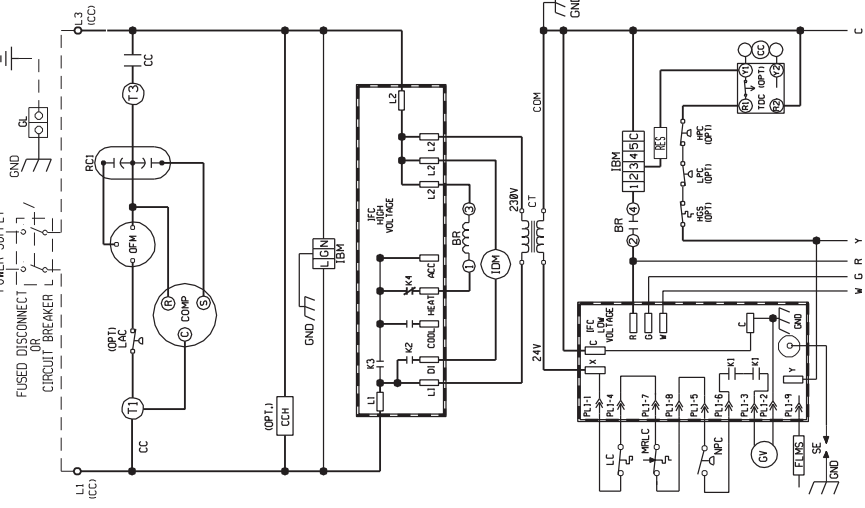 L3
(CC)
GND
C
CC
T3
GL
GND
RC1
CC
Y1
Y2
R1
R2
TDC (OPT)
COM
L2
IBM
1 2 3 4 5 C
RES
HPC
(OPT)
LPC
(OPT)
HGS
(OPT)
OFM
IFC
HIGH
VOLTAGE
L2
L2
L2
230V
CT
BR
3
1
BR
4
2
L G N
IBM
GND
FUSED DISCONNECT
OR
CIRCUIT BREAKER
L
(OPT)
LAC
R
S
C
COMP
ACC
HEAT
COOL
DI
L1
K4
K2
K3
L1
IDM
24V
Y
R
G
W
IFC
LOW
VOLTAGE
R
G
W
C
X
C
GND
K1
K1
Y
PL1-1
PL1-4
PL1-7
PL1-8
PL1-5
PL1-6
PL1-3
PL1-2
PL1-9
T1
CC
(OPT.)
CCH
LC
MRLC
NPC
GV
FLMS
SE
GND
L1
(CC)